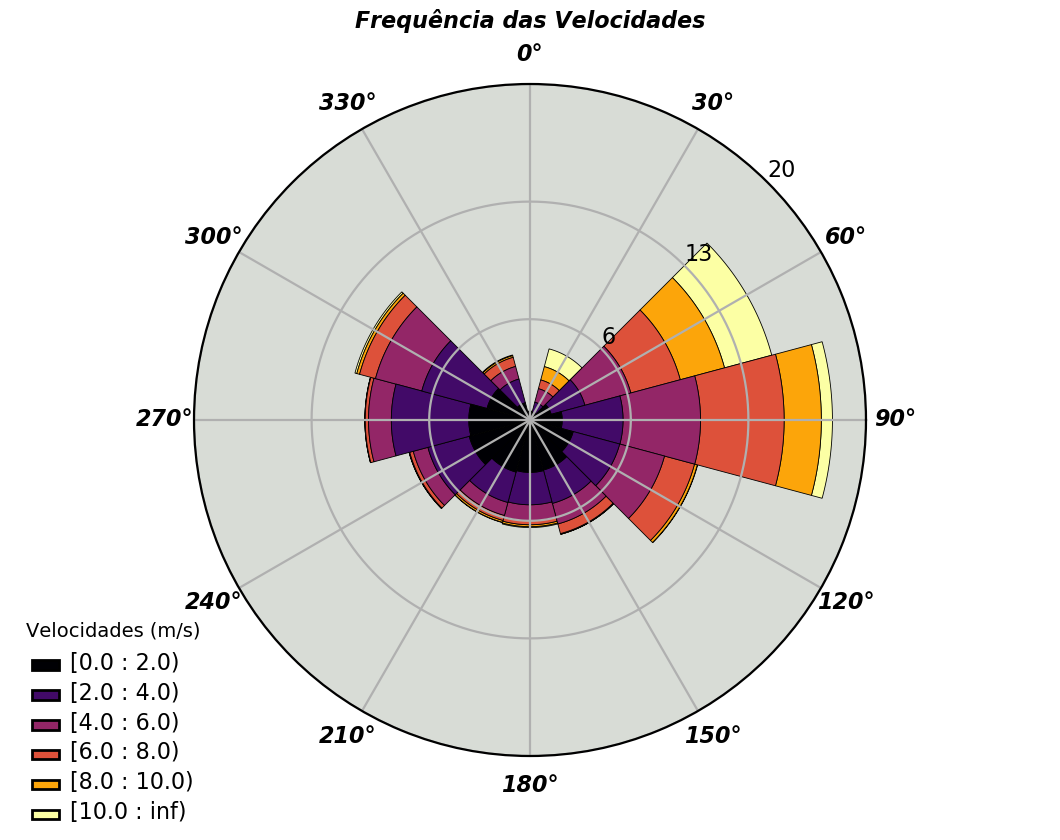 Frequência das Velocidades
0°
330°
30°
20
300°
60°
13
6
270°
90°
240°
120°
210°
150°
180°
Velocidades (m/s)
[0.0 : 2.0)
[2.0 : 4.0)
[4.0 : 6.0)
[6.0 : 8.0)
[8.0 : 10.0)
[10.0 : inf)